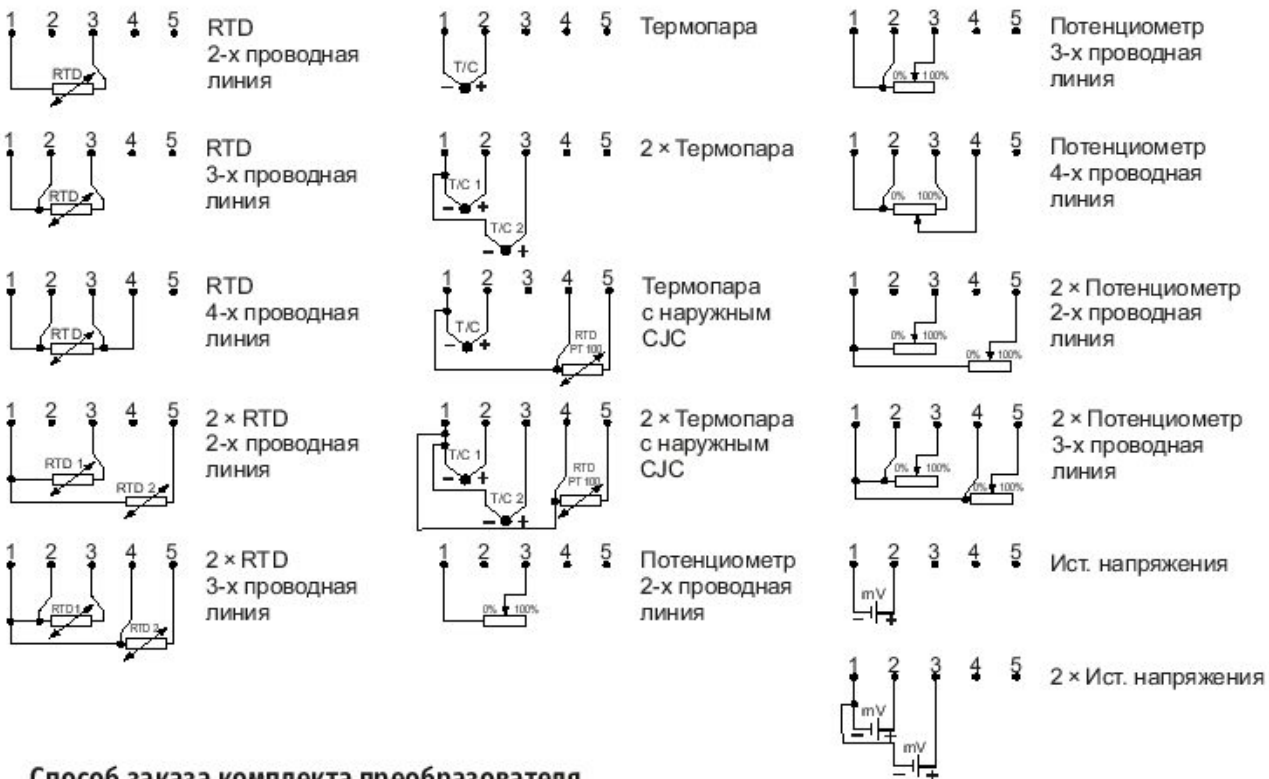 1 2 3 4 5
RTD
2-х проводная
линия
RTD
1 2 3 4 5
RTD
3-х проводная
линия
RTD
1 2 3 4 5
RTD
4-х проводная
линия
RTD
1 2 3 4 5
2 × RTD
2-х проводная
линия
RTD 1
RTD 2
1 2 3 4 5
2 × RTD
3-х проводная
линия
RTD1
RTD 2
1 2 3 4 5
Термопара
T/C
– +
1 2 3 4 5
2 × Термопара
T/C 1
– +
T/C 2
– +
1 2 3 4 5
Термопара
с наружным
CJC
T/C
– +
RTD
PT 100
1 2 3 4 5
2 × Термопара
с наружным
CJC
T/C 1
– +
T/C 2
– +
RTD
PT 100
1 2 3 4 5
Потенциометр
2-х проводная
линия
0% 100%
1 2 3 4 5
Потенциометр
3-х проводная
линия
0% 100%
1 2 3 4 5
Потенциометр
4-х проводная
линия
0% 100%
1 2 3 4 5
2 × Потенциометр
2-х проводная
линия
0% 100%
0% 100%
1 2 3 4 5
2 × Потенциометр
3-х проводная
линия
0% 100%
0% 100%
1 2 3 4 5
Ист. напряжения
mV
– +
1 2 3 4 5
2 × Ист. напряжения
mV
– +
mV
– +
Способ заказа комплекта преобразователя